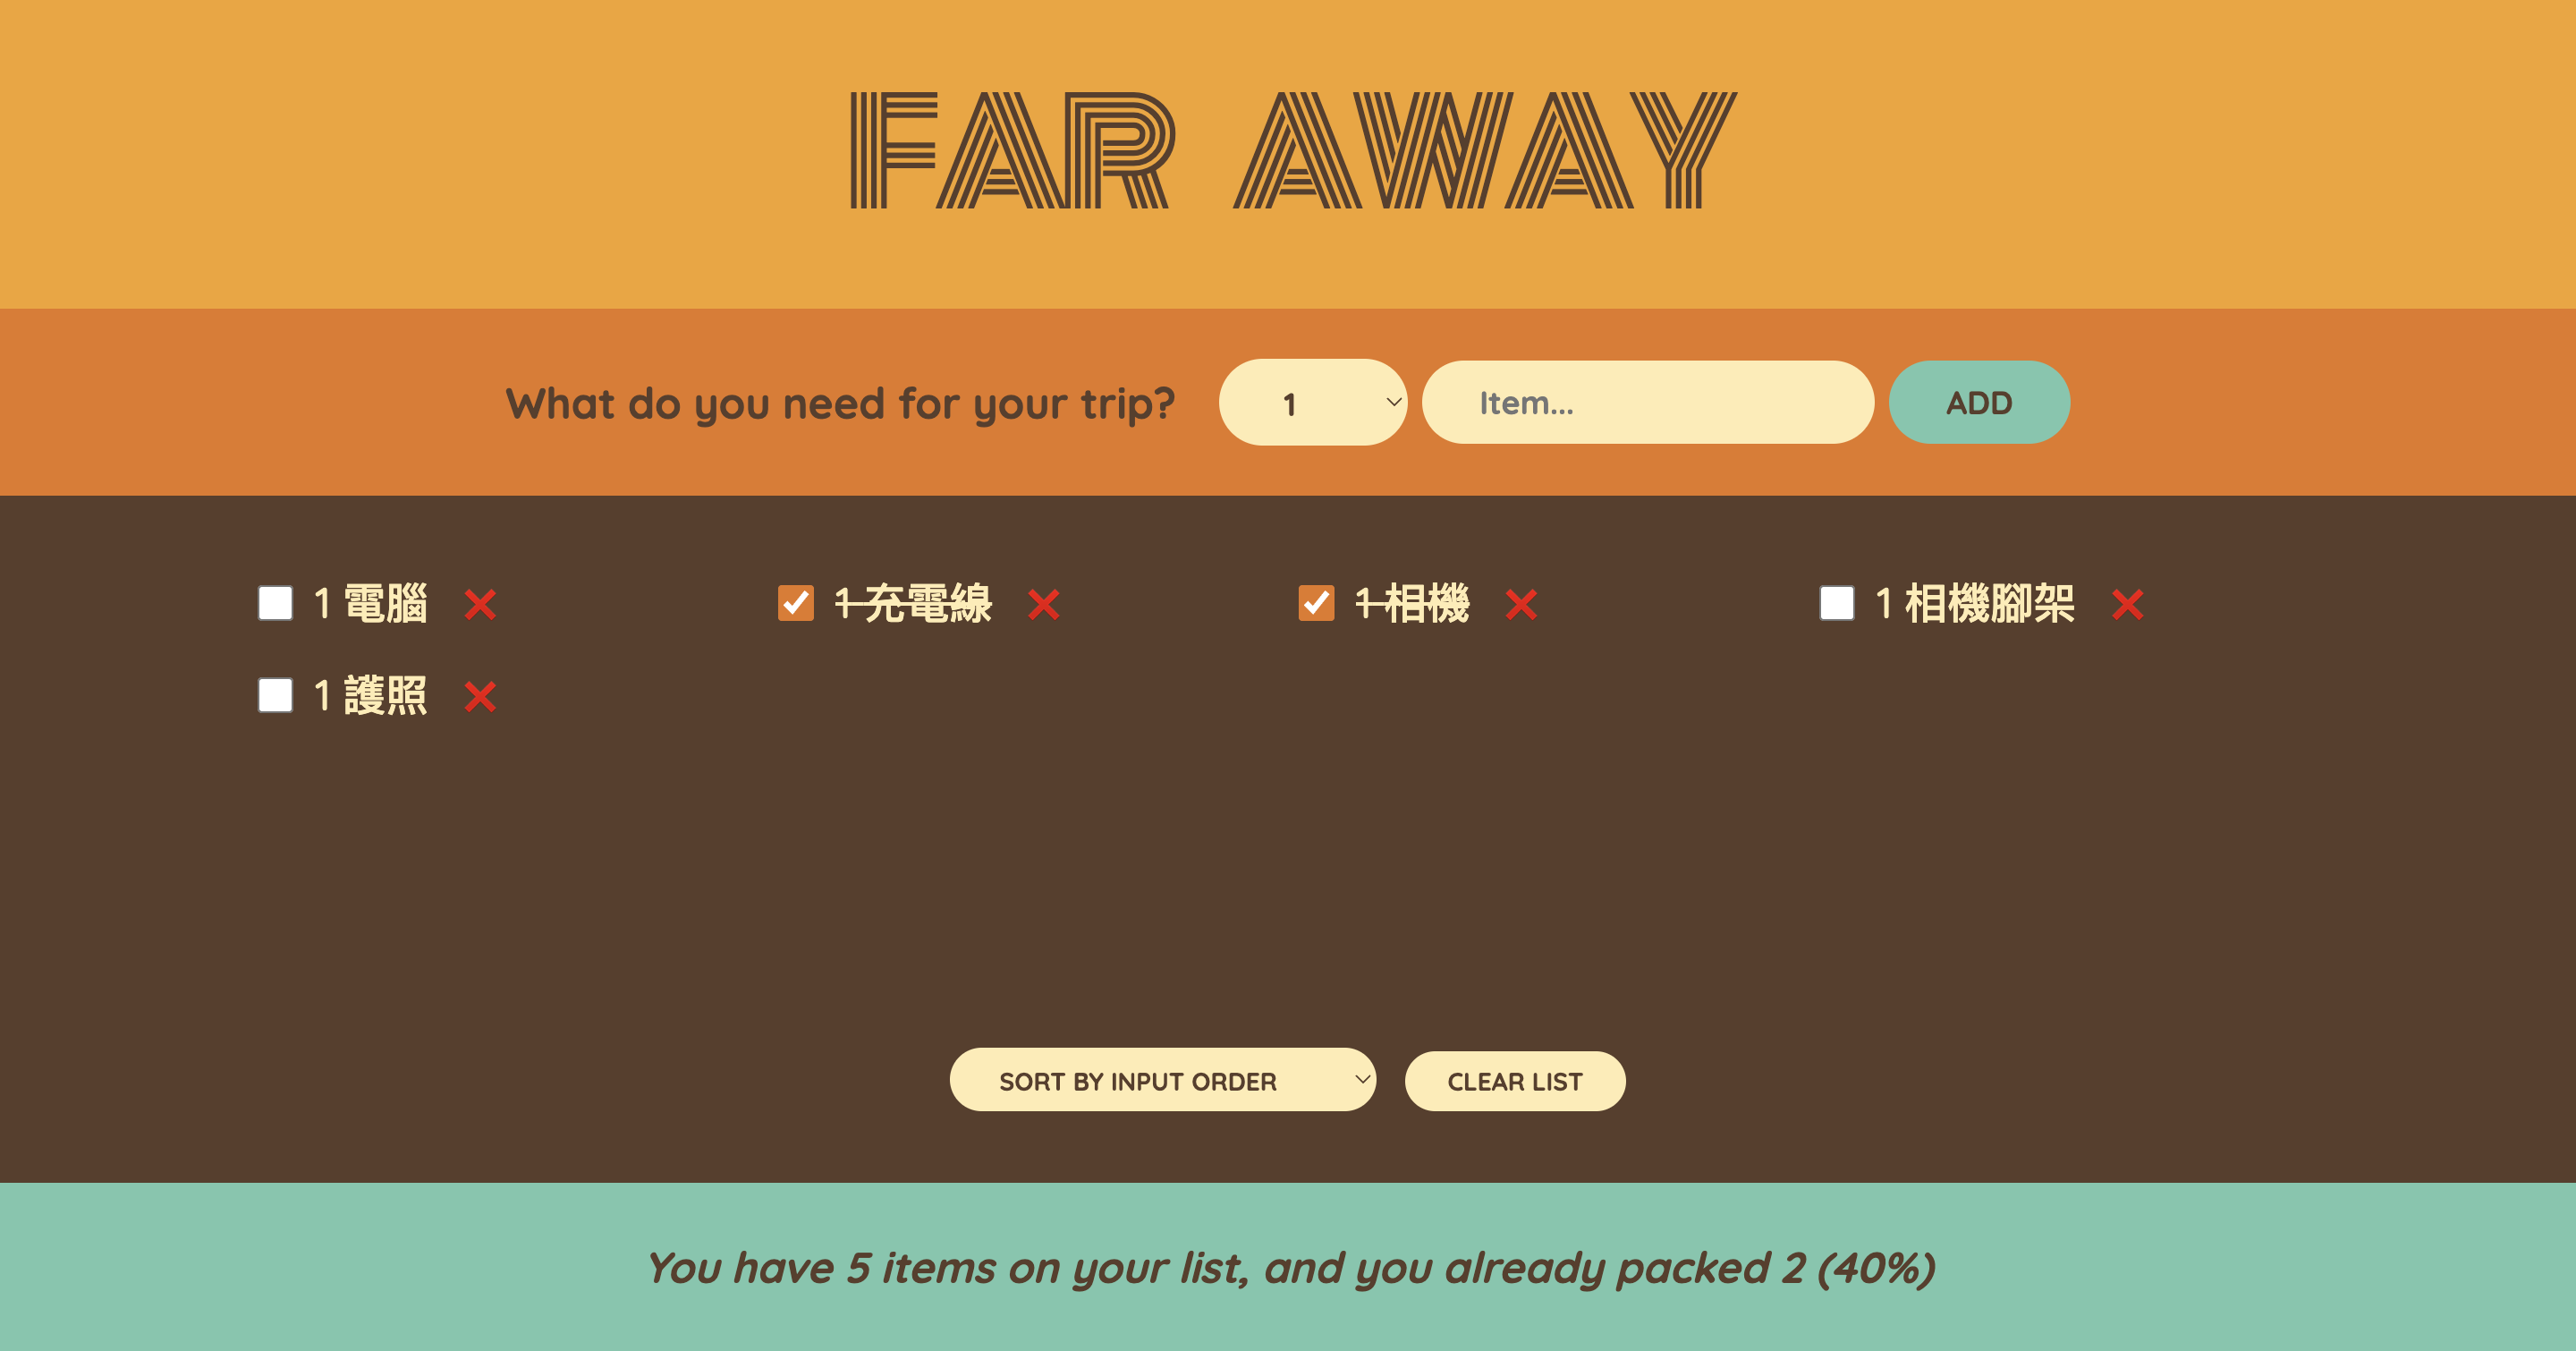 FAR AWAY
What do you need for your trip? 1 Item... ADD
1 電腦 1 充電線 1 相機 1 相機腳架
1 護照
SORT BY INPUT ORDER CLEAR LIST
You have 5 items on your list, and you already packed 2 (40%)